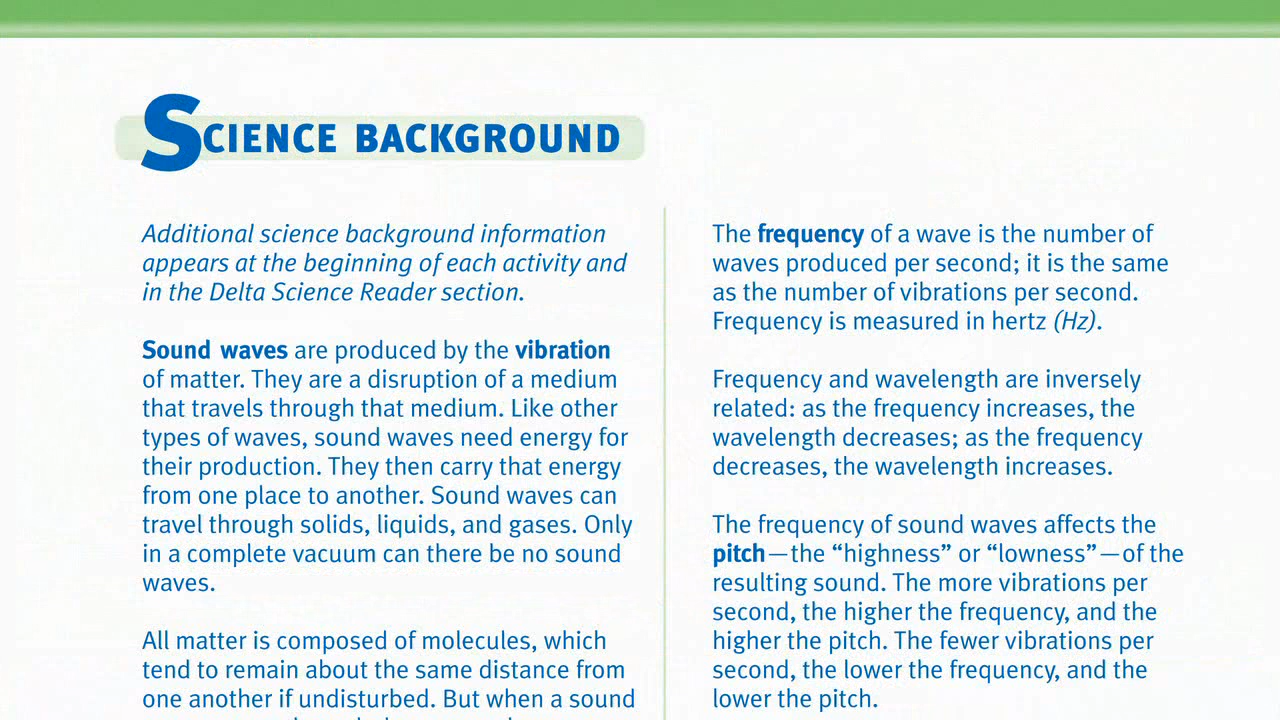 SCIENCE BACKGROUND
Additional science background information
appears at the beginning of each activity and
in the Delta Science Reader section.
Sound waves are produced by the vibration
of matter. They are a disruption of a medium
that travels through that medium. Like other
types of waves, sound waves need energy for
their production. They then carry that energy
from one place to another. Sound waves can
travel through solids, liquids, and gases. Only
in a complete vacuum can there be no sound
waves.
All matter is composed of molecules, which
tend to remain about the same distance from
one another if undisturbed. But when a sound
The frequency of a wave is the number of
waves produced per second; it is the same
as the number of vibrations per second.
Frequency is measured in hertz (Hz).
Frequency and wavelength are inversely
related: as the frequency increases, the
wavelength decreases; as the frequency
decreases, the wavelength increases.
The frequency of sound waves affects the
pitch—the “highness” or “lowness”—of the
resulting sound. The more vibrations per
second, the higher the frequency, and the
higher the pitch. The fewer vibrations per
second, the lower the frequency, and the
lower the pitch.